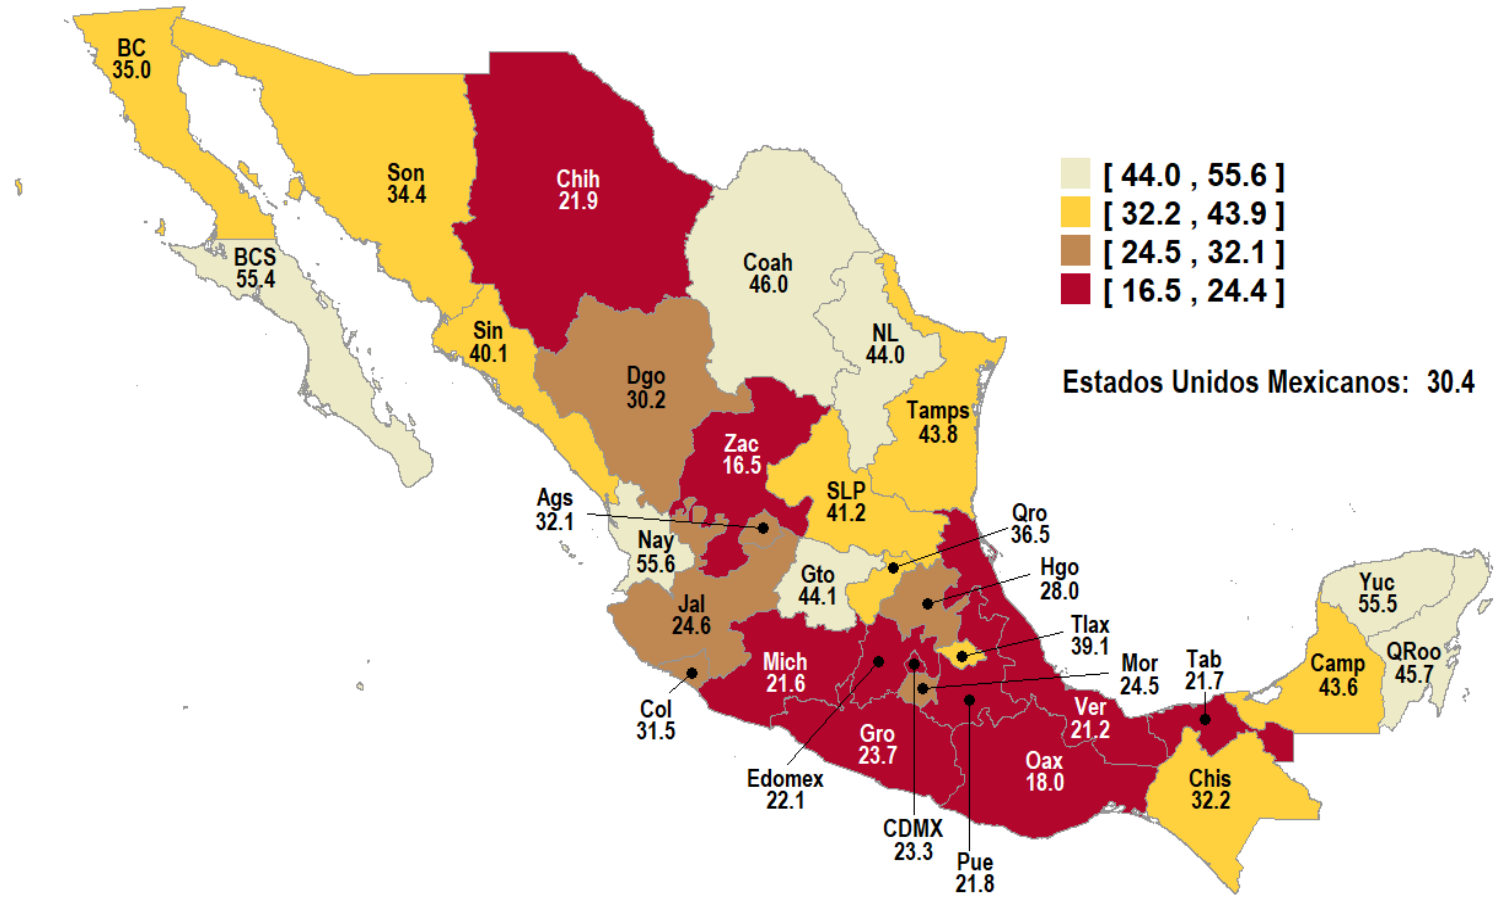 BC
35.0
Son
34.4
Chih
21.9
BCS
55.4
Coah
46.0
Sin
40.1
NL
44.0
Dgo
30.2
Tamps
43.8
Zac
16.5
SLP
41.2
Ags
32.1
Nay
55.6
Gto
44.1
Jal
24.6
Qro
36.5
Hgo
28.0
Tlax
39.1
Mor
24.5
Tab
21.7
Mich
21.6
Col
31.5
Gro
23.7
Ver
21.2
Oax
18.0
Edomex
22.1
CDMX
23.3
Pue
21.8
Chis
32.2
Camp
43.6
Yuc
55.5
QRoo
45.7
[ 44.0 , 55.6 ]
[ 32.2 , 43.9 ]
[ 24.5 , 32.1 ]
[ 16.5 , 24.4 ]
Estados Unidos Mexicanos: 30.4